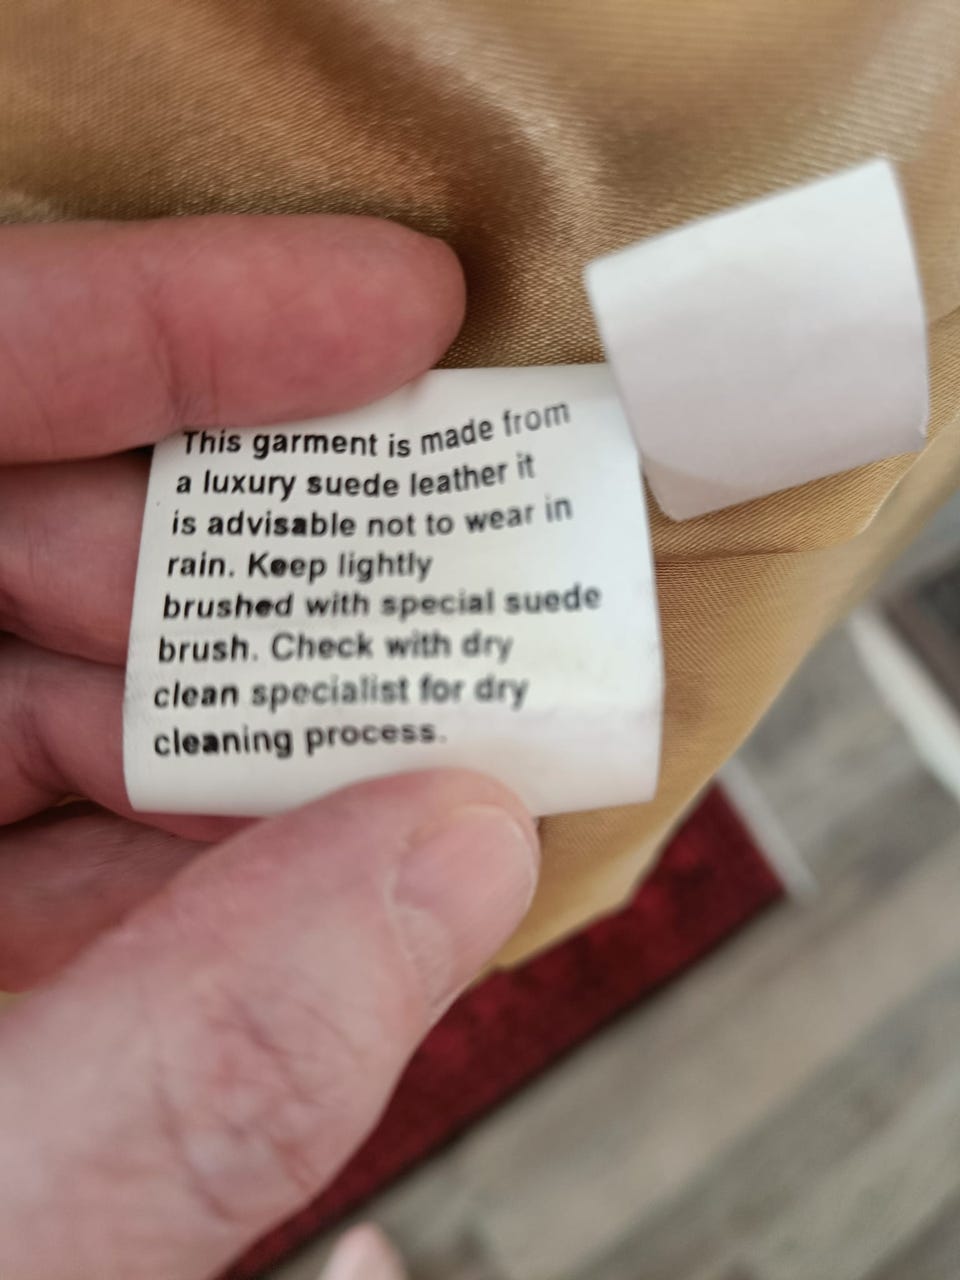 This garment is made from
a luxury suede leather it
is advisable not to wear in
rain. Keep lightly
brushed with special suede
brush. Check with dry
clean specialist for dry
cleaning process.